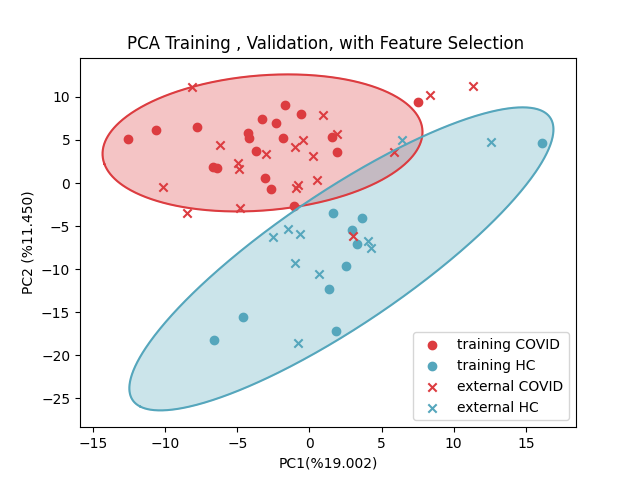 PCA Training , Validation, with Feature Selection
PC2 (%11.450)
10
5
0
−5
−10
−15
−20
−25
−15
−10
−5
0
5
10
15
PC1(%19.002)
training COVID
training HC
external COVID
external HC